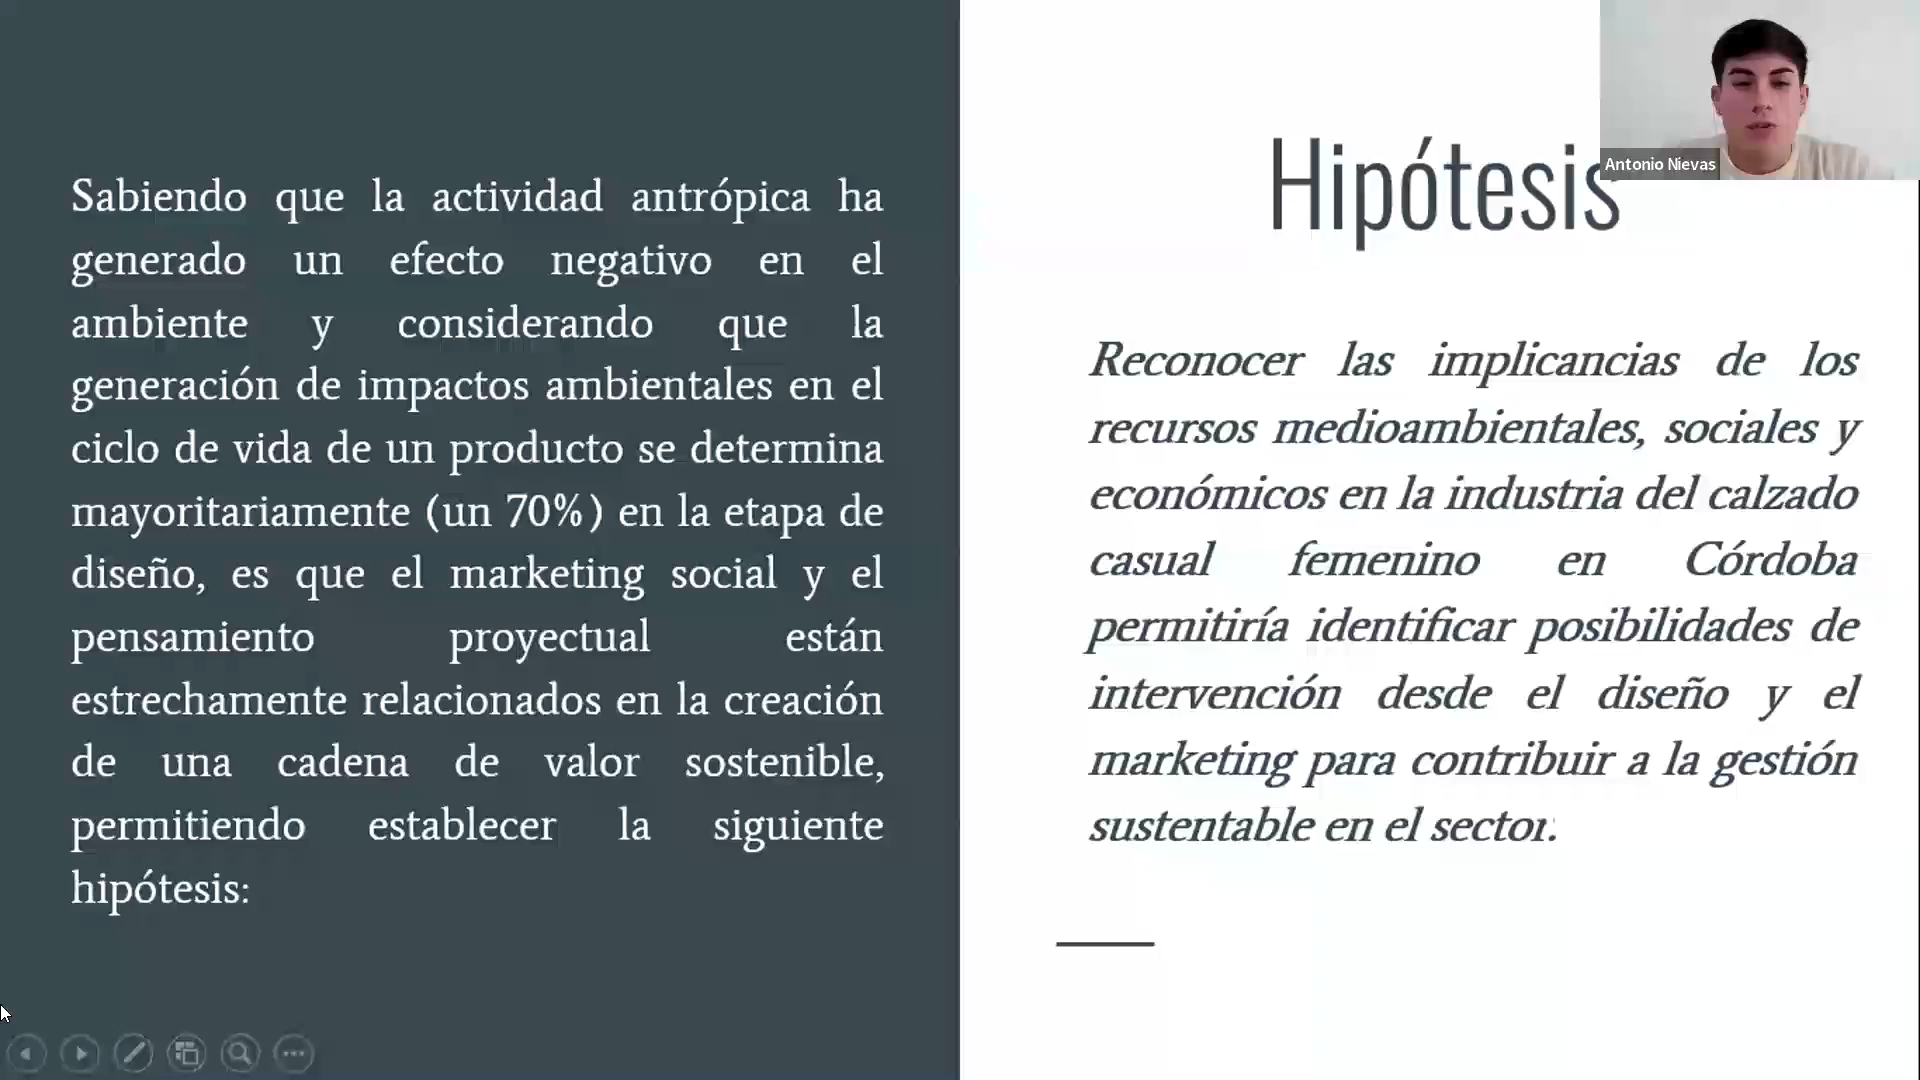 Sabiendo que la actividad antrópica ha
generado un efecto negativo en el
ambiente y considerando que la
generación de impactos ambientales en el
ciclo de vida de un producto se determina
mayoritariamente (un 70%) en la etapa de
diseño, es que el marketing social y el
pensamiento proyectual están
estrechamente relacionados en la creación
de una cadena de valor sostenible,
permitiendo establecer la siguiente
hipótesis:
Hipótesis
Antonio Nievas
Reconocer las implicancias de los
recursos medioambientales, sociales y
económicos en la industria del calzado
casual femenino en Córdoba
permitiría identificar posibilidades de
intervención desde el diseño y el
marketing para contribuir a la gestión
sustentable en el sector.